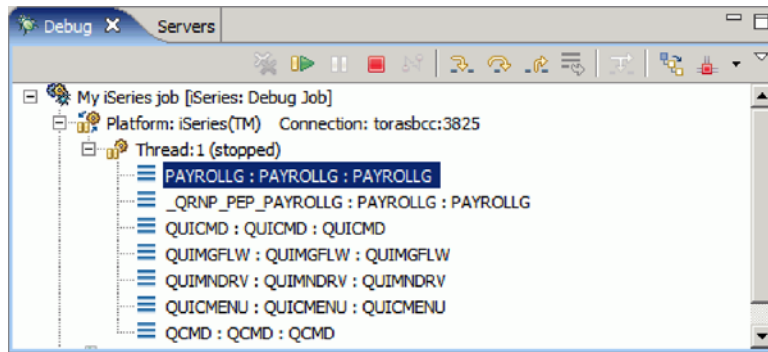 Debug Servers
My iSeries job [iSeries: Debug Job]
Platform: iSeries(TM) Connection: torasbcc:3825
Thread:1 (stopped)
PAYROLLG : PAYROLLG : PAYROLLG
_QRNP_PEP_PAYROLLG : PAYROLLG : PAYROLLG
QUICMD : QUICMD : QUICMD
QUIMGFLW : QUIMGFLW : QUIMGFLW
QUIMNDRV : QUIMNDRV : QUIMNDRV
QUICMENU : QUICMENU : QUICMENU
QCMD : QCMD : QCMD